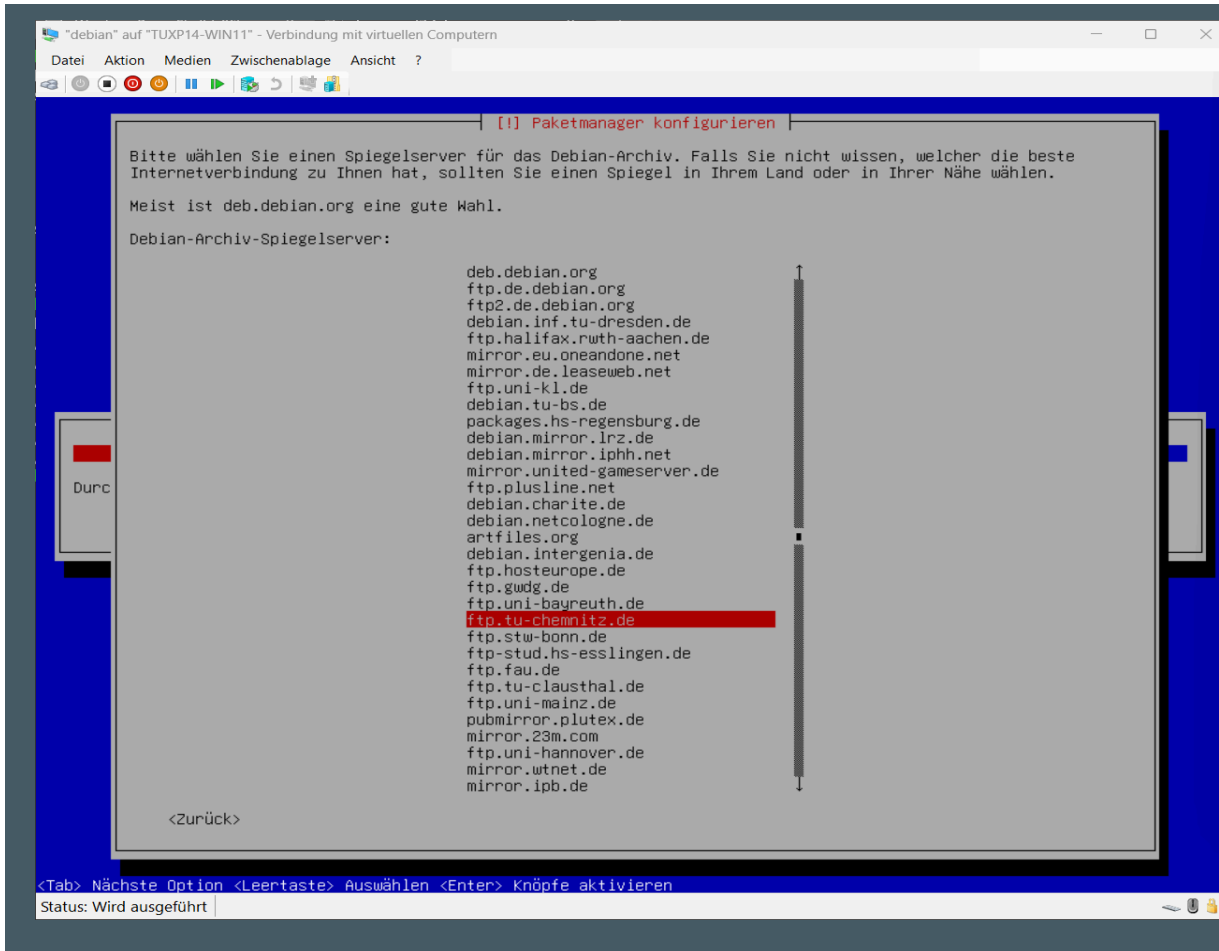 "debian" auf "TUXP14-WIN11" - Verbindung mit virtuellen Computern
Datei Aktion Medien Zwischenablage Ansicht ?
[!] Paketmanager konfigurieren
Bitte wählen Sie einen Spiegelserver für das Debian-Archiv. Falls Sie nicht wissen, welcher die beste
Internetverbindung zu Ihnen hat, sollten Sie einen Spiegel in Ihrem Land oder in Ihrer Nähe wählen.
Meist ist deb.debian.org eine gute Wahl.
Debian-Archiv-Spiegelserver:
deb.debian.org
ftp.de.debian.org
ftp2.de.debian.org
debian.inf.tu-dresden.de
ftp.halifax.rwth-aachen.de
mirror.eu.oneandone.net
mirror.de.leaseweb.net
ftp.uni-kl.de
debian.tu-bs.de
packages.hs-regensburg.de
debian.mirror.lrz.de
debian.mirror.iphh.net
mirror.united-gameserver.de
Durc
ftp.plusline.net
debian.charite.de
debian.netcologne.de
artfiles.org
debian.intergenia.de
ftp.hosteurope.de
ftp.gwdg.de
ftp.uni-bayreuth.de
ftp.tu-chemnitz.de
ftp.stw-bonn.de
ftp-stud.hs-esslingen.de
ftp.fau.de
ftp.tu-clausthal.de
ftp.uni-mainz.de
pubmirror.plutex.de
mirror.23m.com
ftp.uni-hannover.de
mirror.wtnet.de
mirror.ipb.de
<Zurück>
<Tab> Nächste Option <Leertaste> Auswählen <Enter> Knöpfe aktivieren
Status: Wird ausgeführt